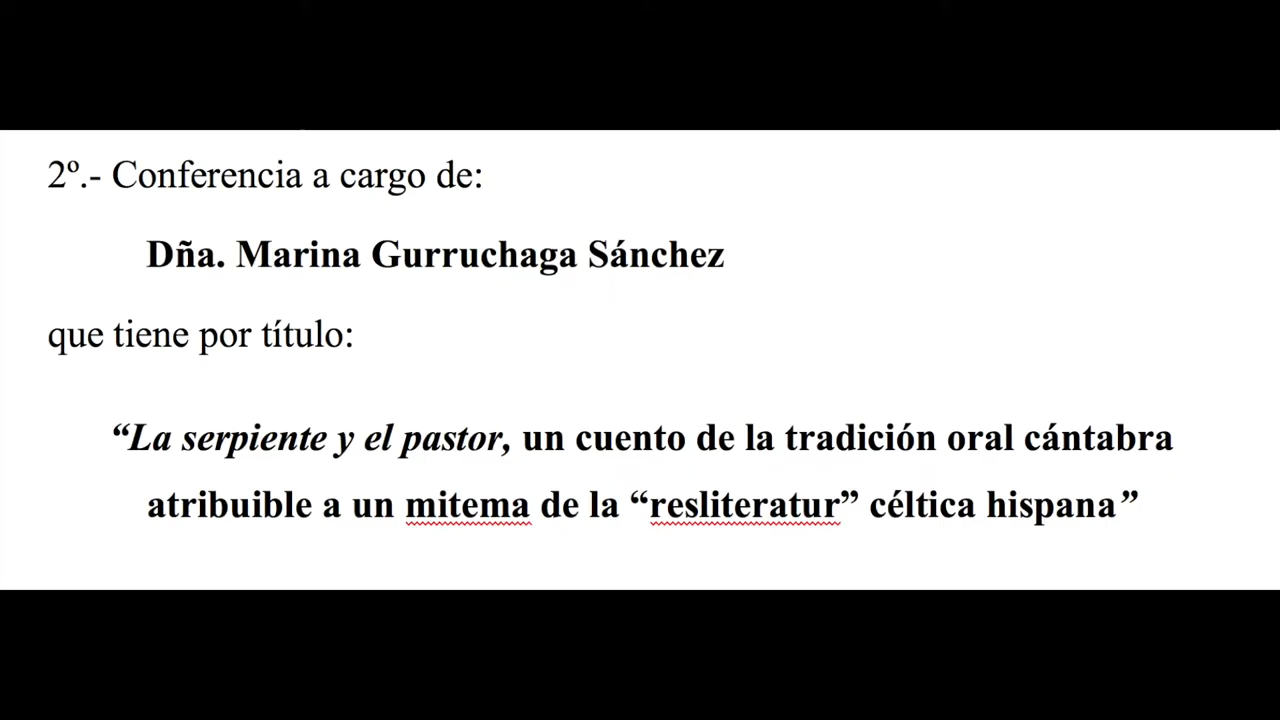 2º.- Conferencia a cargo de:
Dña. Marina Gurruchaga Sánchez
que tiene por título:
“La serpiente y el pastor, un cuento de la tradición oral cántabra
atribuible a un mitema de la “resliteratur” céltica hispana”